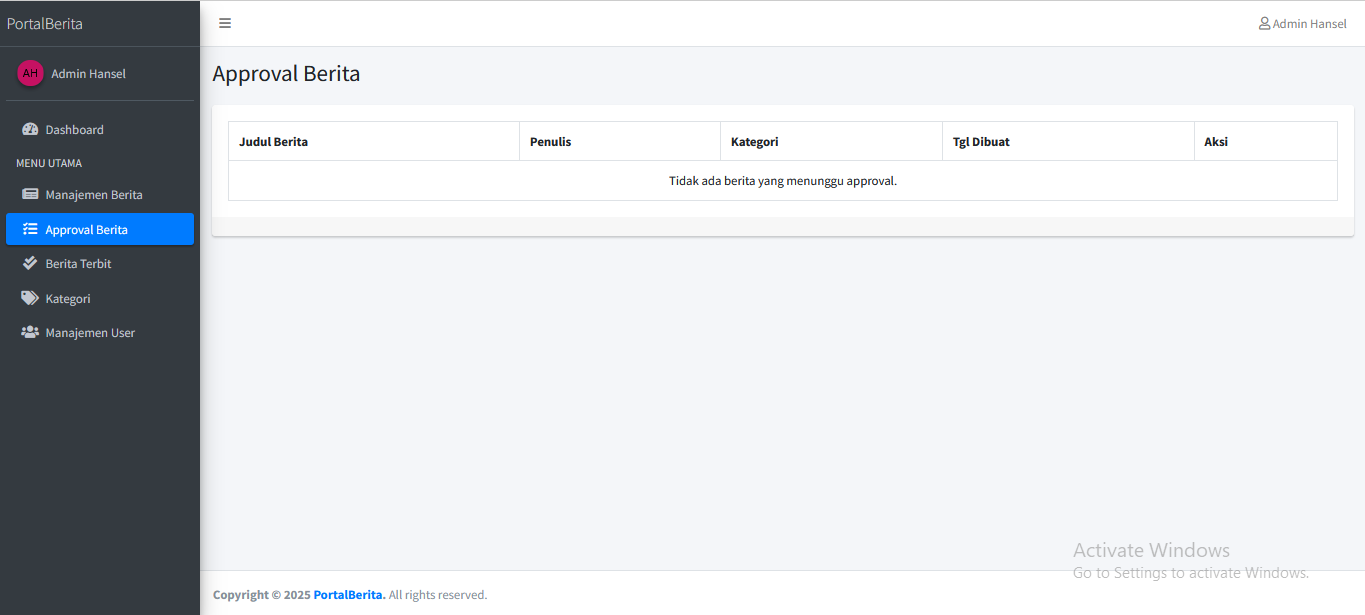 PortalBerita
Admin Hansel
AH Admin Hansel
Approval Berita
Dashboard
MENU UTAMA
Manajemen Berita
Approval Berita
Berita Terbit
Kategori
Manajemen User
Judul Berita Penulis Kategori Tgl Dibuat Aksi
Tidak ada berita yang menunggu approval.
Activate Windows
Go to Settings to activate Windows.
Copyright © 2025 PortalBerita. All rights reserved.